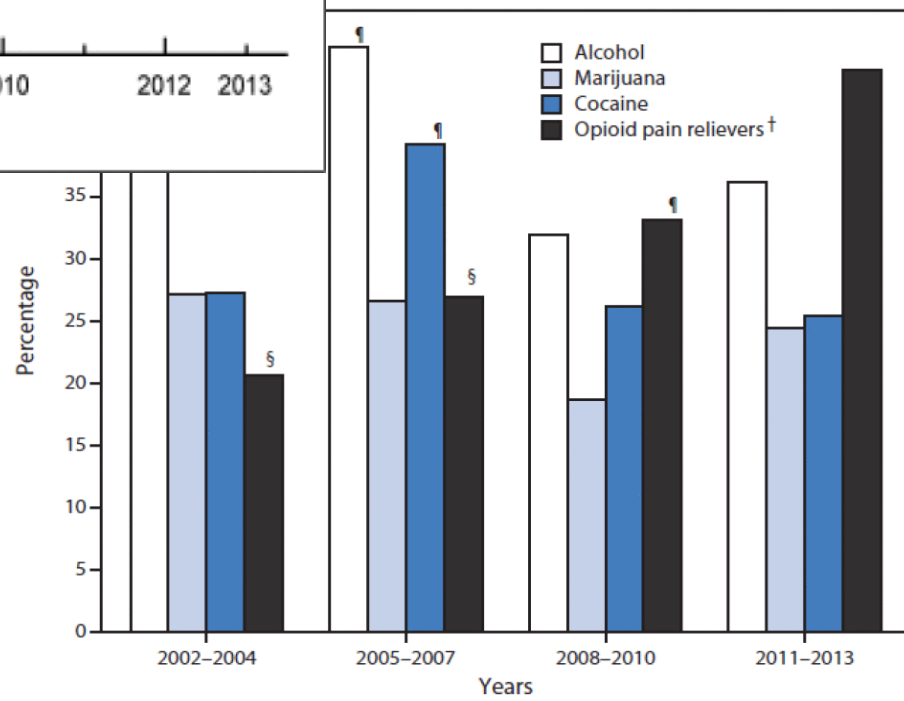 2012 2013
¶
Alcohol
Marijuana
Cocaine
Opioid pain relievers†
¶
¶
§
§
35
30
25
20
15
10
5
0
Percentage
2002–2004 2005–2007 2008–2010 2011–2013
Years